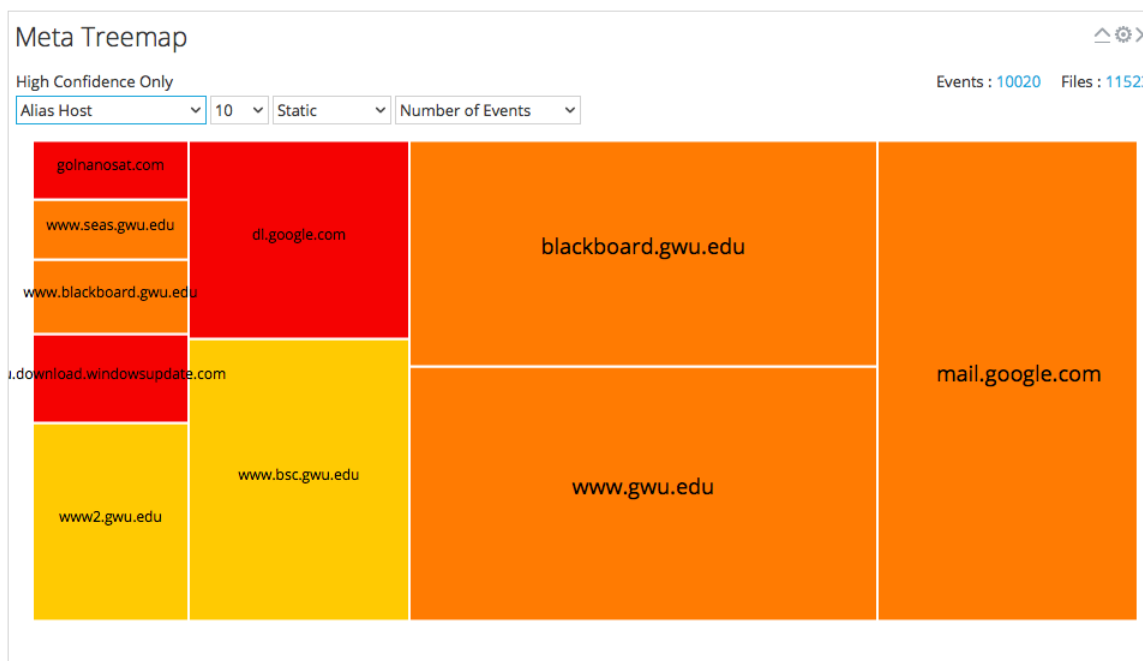 Meta Treemap
High Confidence Only
Events : 10020 Files : 11523
Alias Host 10 Static Number of Events
golnanosat.com
www.seas.gwu.edu
www.blackboard.gwu.edu
u.download.windowsupdate.com
www2.gwu.edu
dl.google.com
www.bsc.gwu.edu
blackboard.gwu.edu
www.gwu.edu
mail.google.com